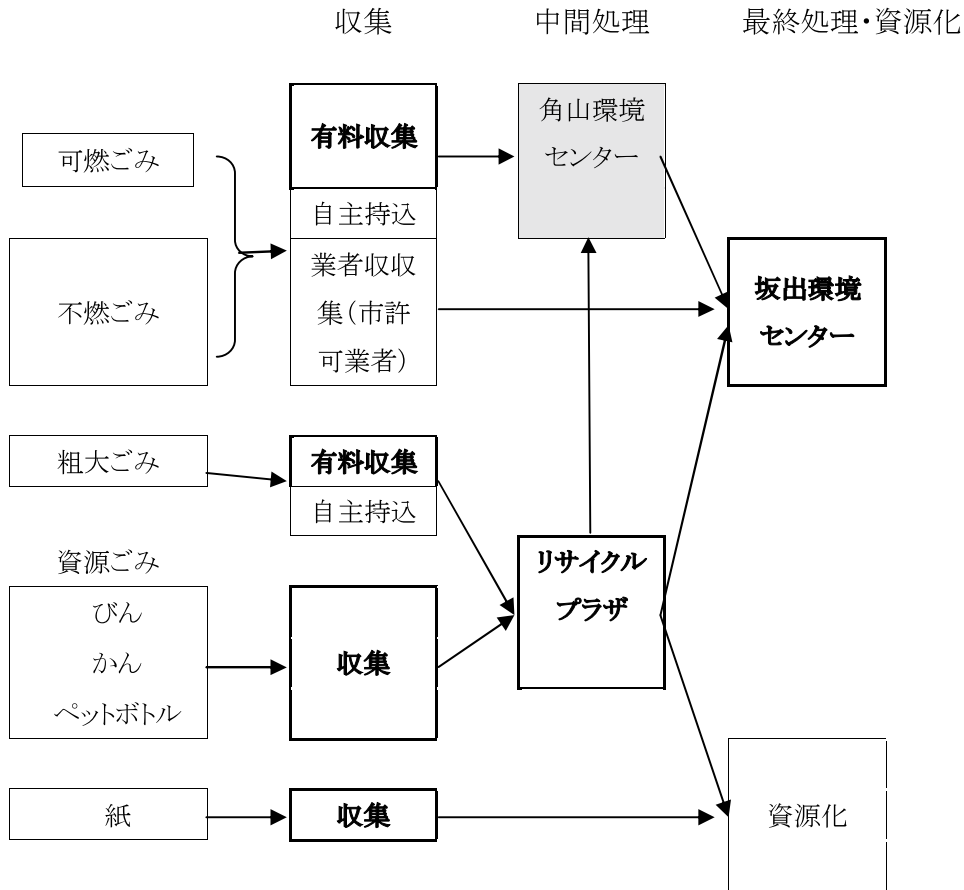 収集
中間処理
最終処理・資源化
可燃ごみ
不燃ごみ
有料収集
自主持込
業者収収
集(市許
可業者)
角山環境
センター
坂出環境
センター
粗大ごみ
有料収集
自主持込
資源ごみ
びん
かん
ペットボトル
収集
リサイクル
プラザ
紙
収集
資源化